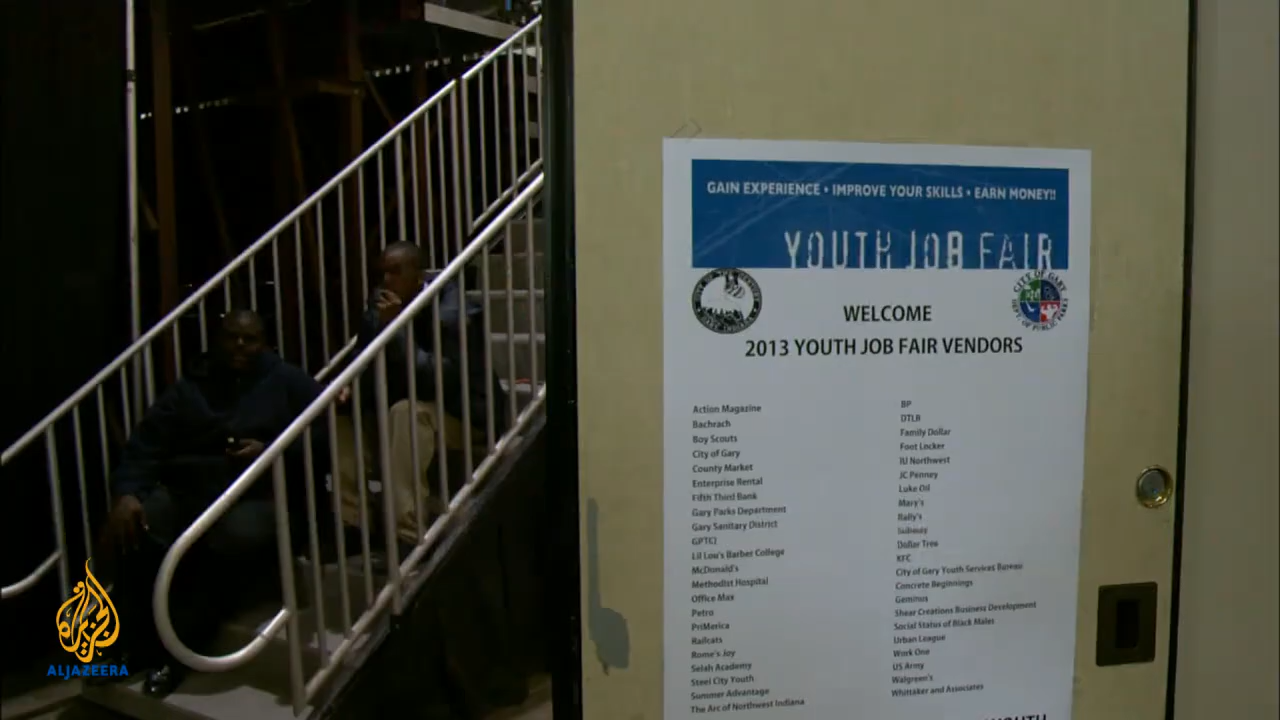 GAIN EXPERIENCE • IMPROVE YOUR SKILLS • EARN MONEY!!
YOUTH JOB FAIR
CITY OF GARY
WELCOME
2013 YOUTH JOB FAIR VENDORS
Action Magazine
Bachrach
Boy Scouts
City of Gary
County Market
Enterprise Rental
Fifth Third Bank
Gary Parks Department
Gary Sanitary District
GPTCJ
Lil Lou's Barber College
McDonald's
Methodist Hospital
Office Max
Petro
PriMerica
Railcats
Rome's Joy
Selah Academy
Steel City Youth
Summer Advantage
The Arc of Northwest Indiana
BP
DTLB
Family Dollar
Foot Locker
IU Northwest
JC Penney
Luke Oil
Mary's
Rally's
Subway
Dollar Tree
KFC
City of Gary Youth Services Bureau
Concrete Beginnings
Geminus
Shear Creations Business Development
Social Status of Black Males
Urban League
Work One
US Army
Walgreen's
Whittaker and Associates
الجزيرة
ALJAZEERA